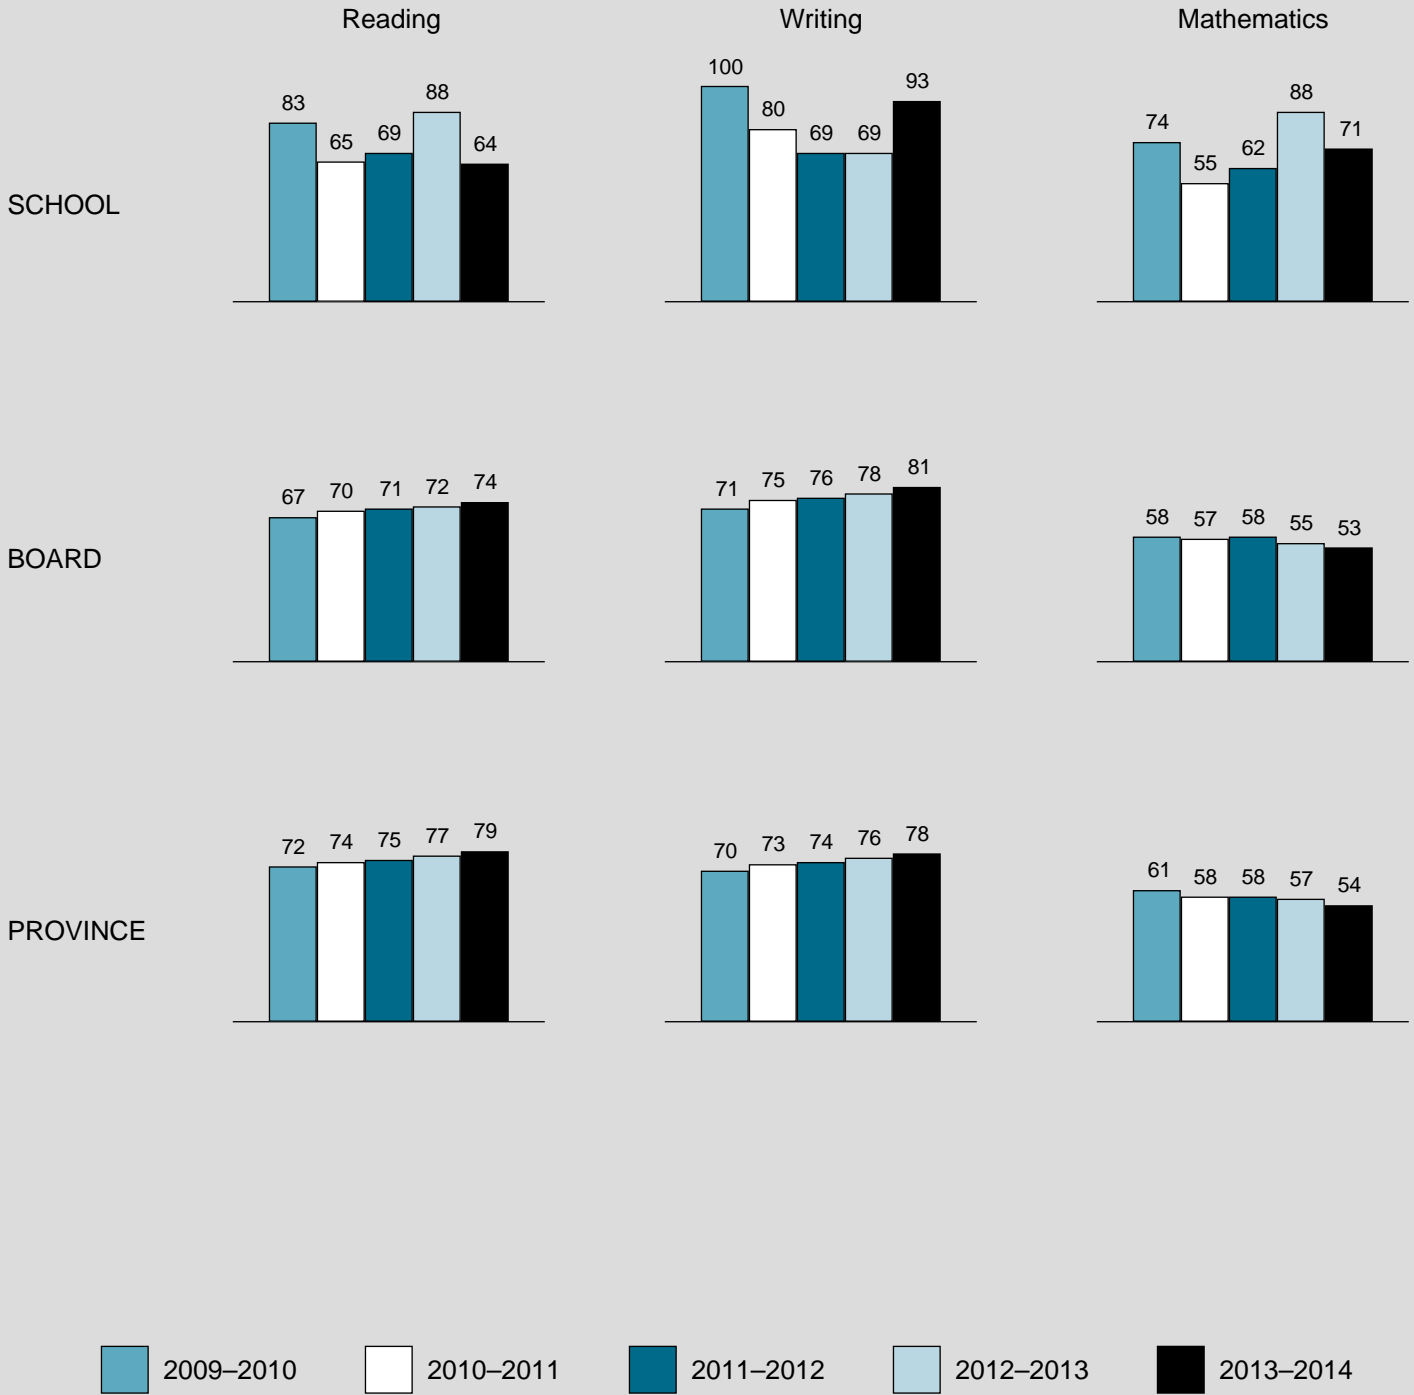 Reading Writing Mathematics
SCHOOL
83 65 69 88 64
100 80 69 69 93
74 55 62 88 71
BOARD
67 70 71 72 74
71 75 76 78 81
58 57 58 55 53
PROVINCE
72 74 75 77 79
70 73 74 76 78
61 58 58 57 54
2009–2010 2010–2011 2011–2012 2012–2013 2013–2014